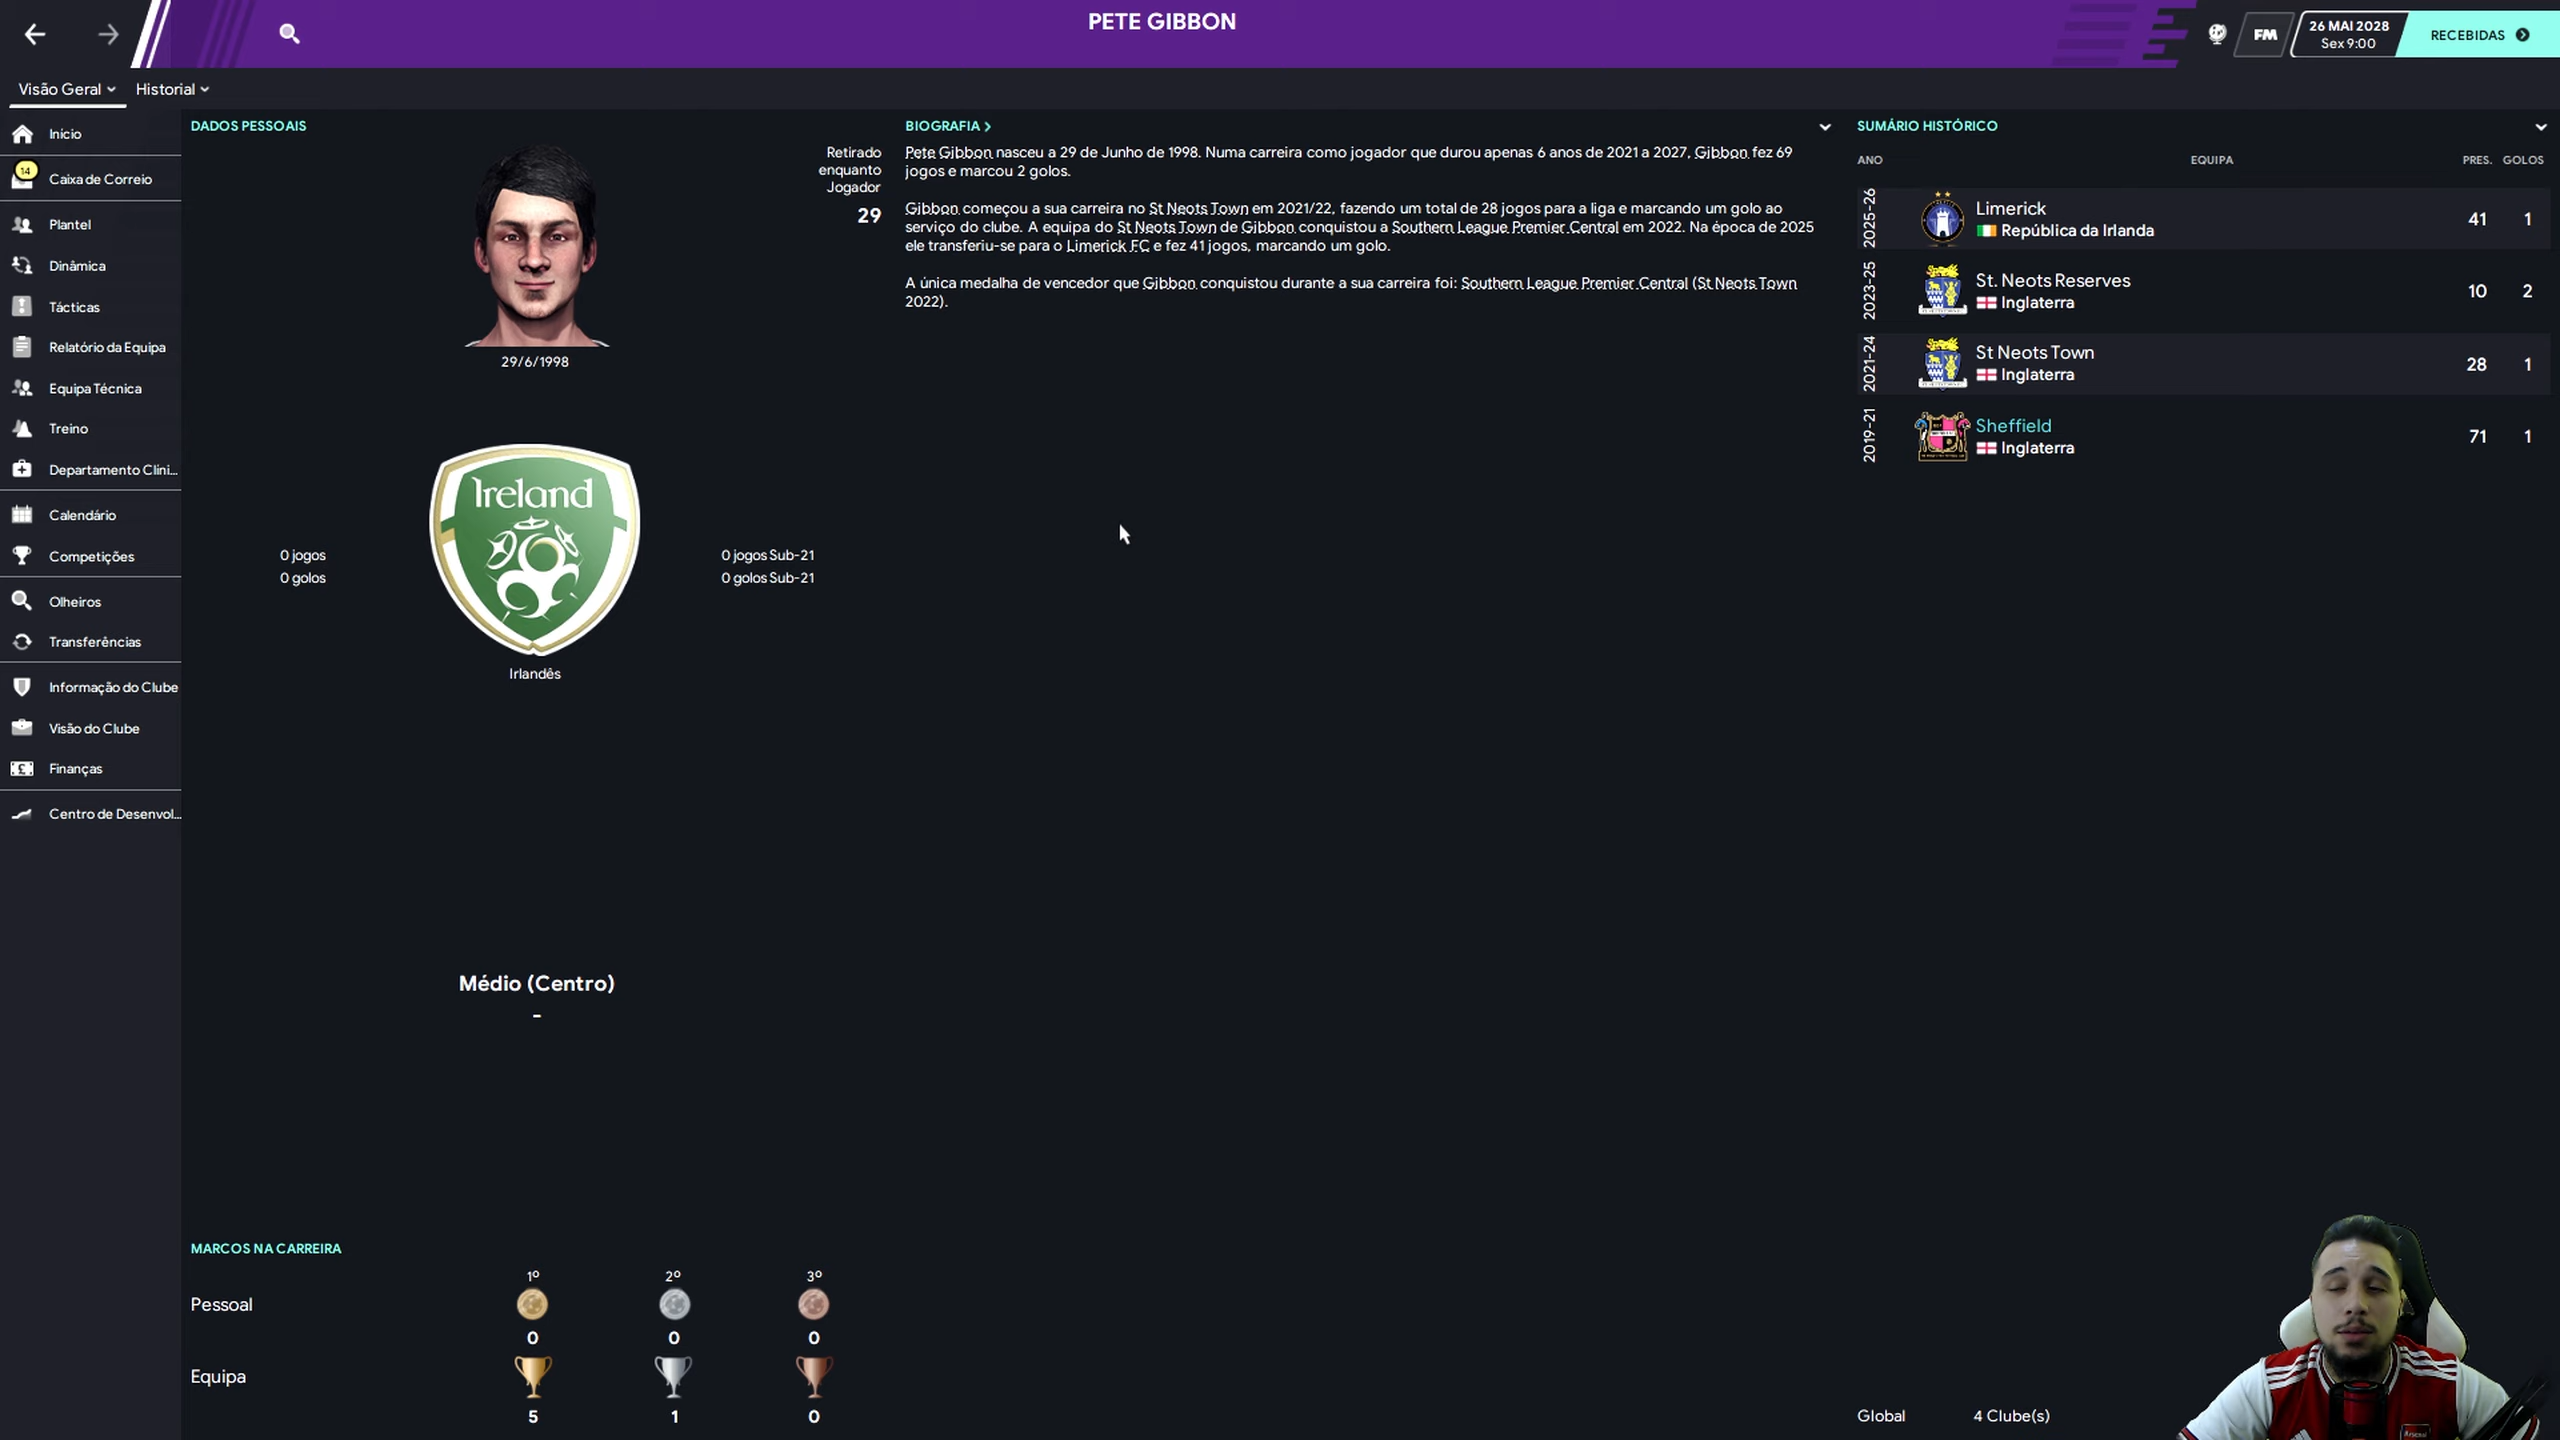 PETE GIBBON
FM
26 MAI 2028
Sex 9:00
RECEBIDAS
Visão Geral
Historial
Início
14
Caixa de Correio
Plantel
Dinâmica
Tácticas
Relatório da Equipa
Equipa Técnica
Treino
Departamento Clíni...
Calendário
Competições
Olheiros
Transferências
Informação do Clube
Visão do Clube
Finanças
Centro de Desenvol...
DADOS PESSOAIS
Retirado
enquanto
Jogador
29
29/6/1998
Ireland
0 jogos
0 golos
0 jogos Sub-21
0 golos Sub-21
Irlandês
Médio (Centro)
-
MARCOS NA CARREIRA
1º 2º 3º
Pessoal
0 0 0
Equipa
5 1 0
BIOGRAFIA >
Pete Gibbon nasceu a 29 de Junho de 1998. Numa carreira como jogador que durou apenas 6 anos de 2021 a 2027, Gibbon fez 69
jogos e marcou 2 golos.
Gibbon começou a sua carreira no St Neots Town em 2021/22, fazendo um total de 28 jogos para a liga e marcando um golo ao
serviço do clube. A equipa do St Neots Town de Gibbon conquistou a Southern League Premier Central em 2022. Na época de 2025
ele transferiu-se para o Limerick FC e fez 41 jogos, marcando um golo.
A única medalha de vencedor que Gibbon conquistou durante a sua carreira foi: Southern League Premier Central (St Neots Town
2022).
SUMÁRIO HISTÓRICO
ANO EQUIPA PRES. GOLOS
2025-26 Limerick 41 1
República da Irlanda
2023-25 St. Neots Reserves 10 2
Inglaterra
2021-24 St Neots Town 28 1
Inglaterra
2019-21 Sheffield 71 1
Inglaterra
Global 4 Clube(s)